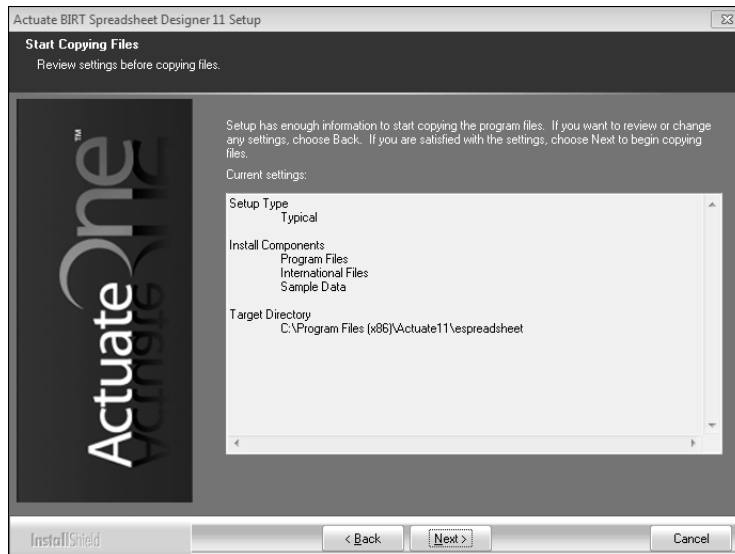 Actuate BIRT Spreadsheet Designer 11 Setup
Start Copying Files
Review settings before copying files.
Actuate One™
Setup has enough information to start copying the program files. If you want to review or change
any settings, choose Back. If you are satisfied with the settings, choose Next to begin copying
files.
Current settings:
Setup Type
Typical
Install Components
Program Files
International Files
Sample Data
Target Directory
C:\Program Files (x86)\Actuate11\espreadsheet
InstallShield
< Back
Next >
Cancel